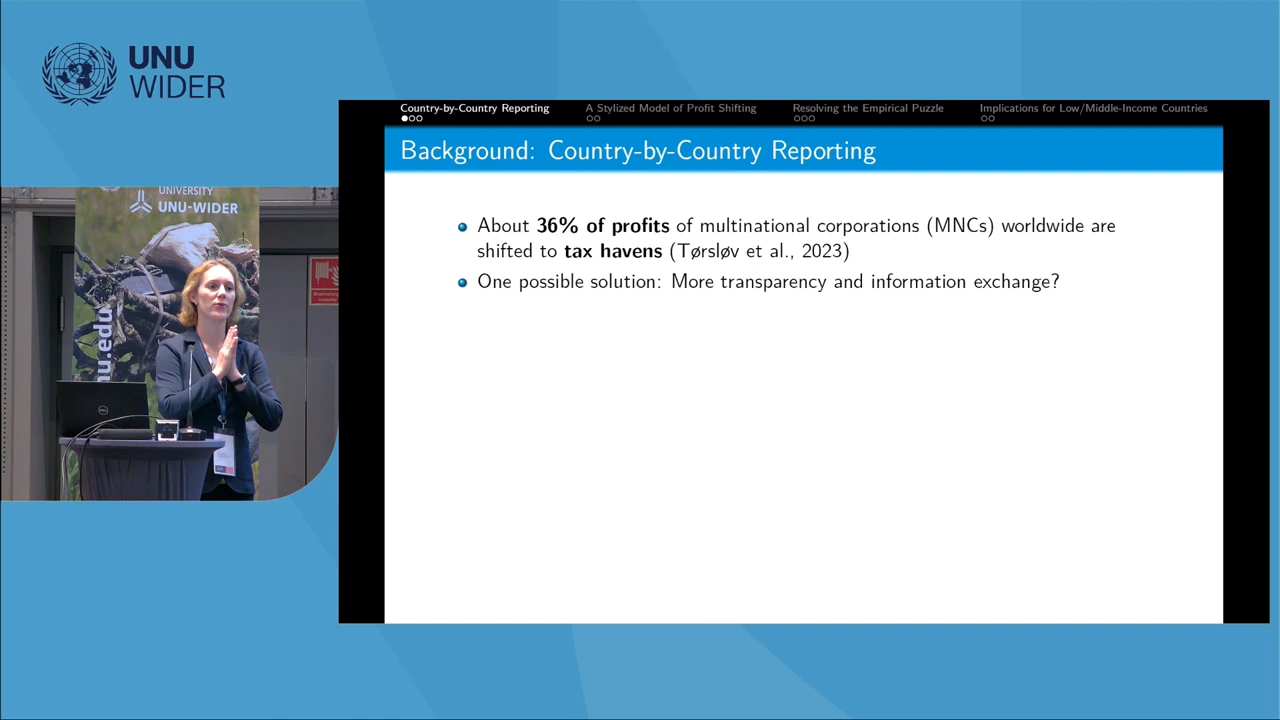 UNU
WIDER
Country-by-Country Reporting
A Stylized Model of Profit Shifting
Resolving the Empirical Puzzle
Implications for Low/Middle-Income Countries
Background: Country-by-Country Reporting
About 36% of profits of multinational corporations (MNCs) worldwide are
shifted to tax havens (Tørsløv et al., 2023)
One possible solution: More transparency and information exchange?
UNIVERSITY
UNU-WIDER
nu.edu
DELL